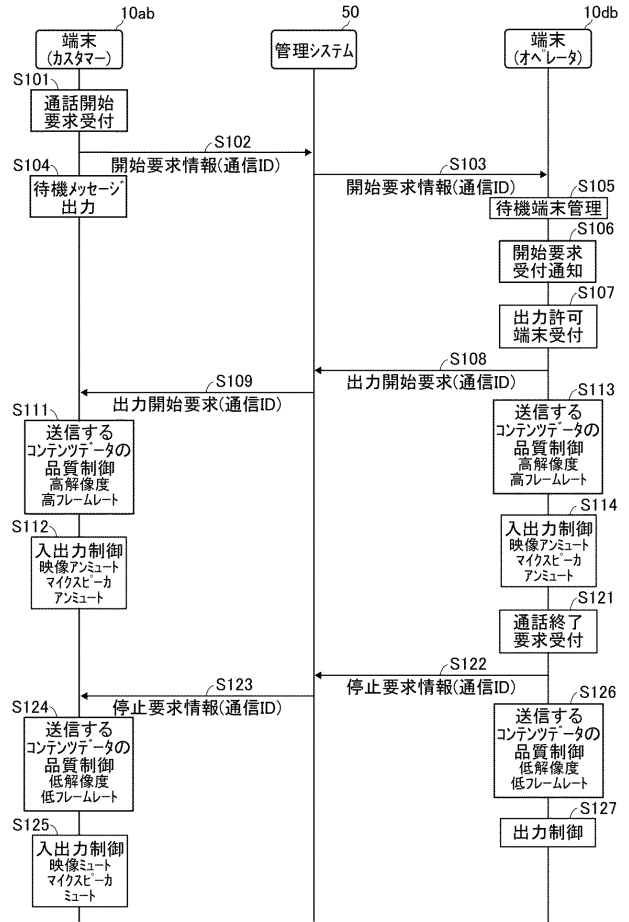 10ab
50
10db
端末
(カスタマー)
管理システム
端末
(オペレータ)
S101
通話開始
要求受付
S102
開始要求情報(通信ID)
S103
開始要求情報(通信ID)
S104
待機メッセージ
出力
S105
待機端末管理
S106
開始要求
受付通知
S107
出力許可
端末受付
S108
出力開始要求(通信ID)
S109
出力開始要求(通信ID)
S111
送信する
コンテンツデータの
品質制御
高解像度
高フレームレート
S113
送信する
コンテンツデータの
品質制御
高解像度
高フレームレート
S112
入出力制御
映像アンミュート
マイクスピーカ
アンミュート
S114
入出力制御
映像アンミュート
マイクスピーカ
アンミュート
S121
通話終了
要求受付
S122
停止要求情報(通信ID)
S123
停止要求情報(通信ID)
S124
送信する
コンテンツデータの
品質制御
低解像度
低フレームレート
S126
送信する
コンテンツデータの
品質制御
低解像度
低フレームレート
S125
入出力制御
映像ミュート
マイクスピーカ
ミュート
S127
出力制御